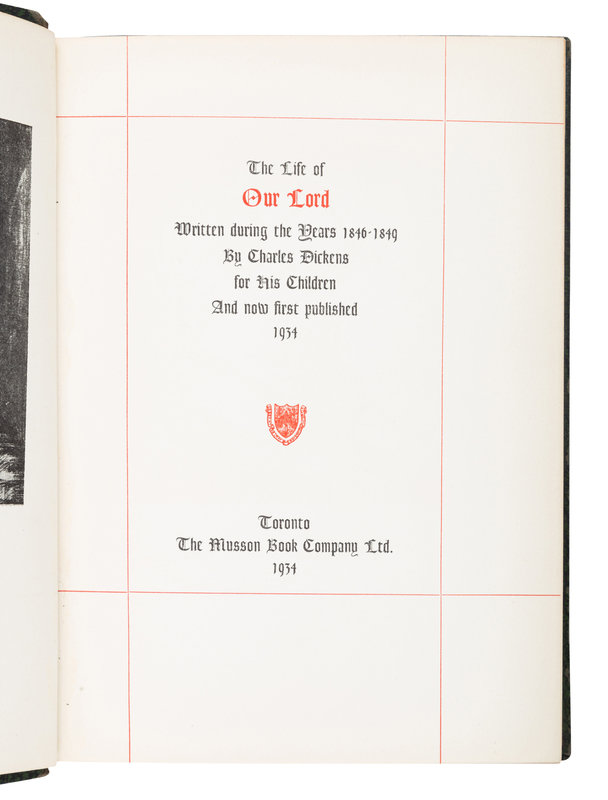 The Life of
Our Lord
Written during the Years 1846-1849
By Charles Dickens
for His Children
And now first published
1934
Toronto
The Musson Book Company Ltd.
1934